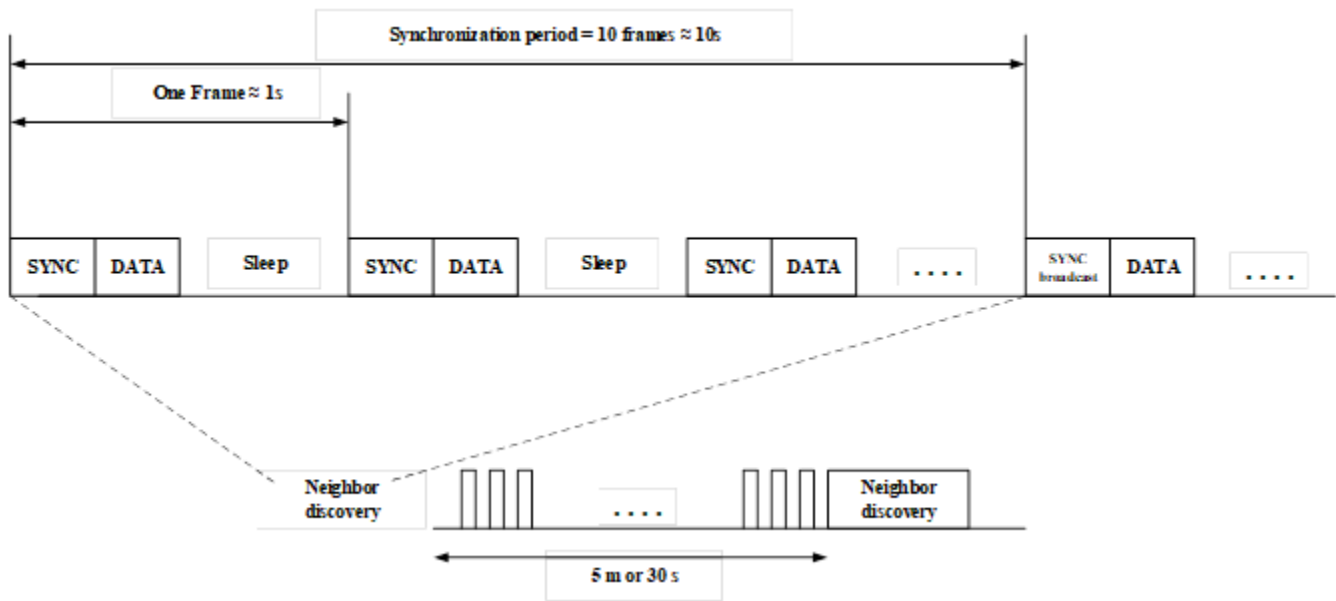 Synchronization period = 10 frames ≈ 10s
One Frame ≈ 1s
SYNC DATA Sleep SYNC DATA Sleep SYNC DATA . . . . SYNC broadcast DATA . . . .
Neighbor discovery . . . . Neighbor discovery
5 m or 30 s